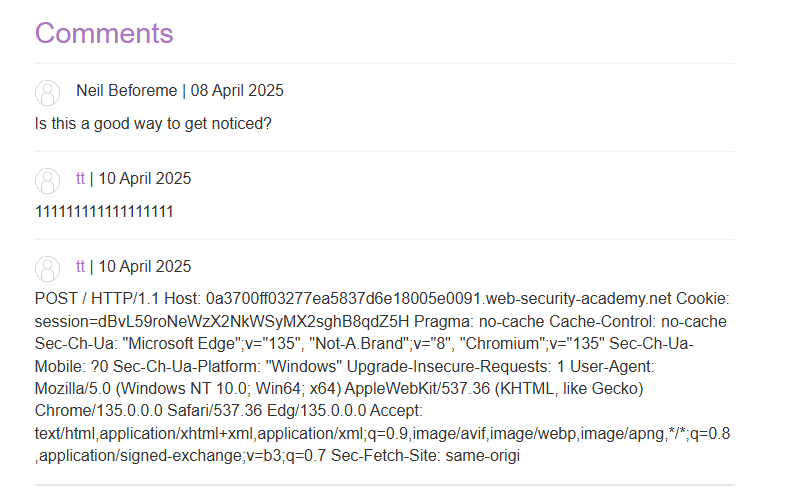 Comments
Neil Beforeme | 08 April 2025
Is this a good way to get noticed?
tt | 10 April 2025
111111111111111111
tt | 10 April 2025
POST / HTTP/1.1 Host: 0a3700ff03277ea5837d6e18005e0091.web-security-academy.net Cookie:
session=dBvL59roNeWzX2NkWSyMX2sghB8qdZ5H Pragma: no-cache Cache-Control: no-cache
Sec-Ch-Ua: "Microsoft Edge";v="135", "Not-A.Brand";v="8", "Chromium";v="135" Sec-Ch-Ua-
Mobile: ?0 Sec-Ch-Ua-Platform: "Windows" Upgrade-Insecure-Requests: 1 User-Agent:
Mozilla/5.0 (Windows NT 10.0; Win64; x64) AppleWebKit/537.36 (KHTML, like Gecko)
Chrome/135.0.0.0 Safari/537.36 Edg/135.0.0.0 Accept:
text/html,application/xhtml+xml,application/xml;q=0.9,image/avif,image/webp,image/apng,*/*;q=0.8
,application/signed-exchange;v=b3;q=0.7 Sec-Fetch-Site: same-origi